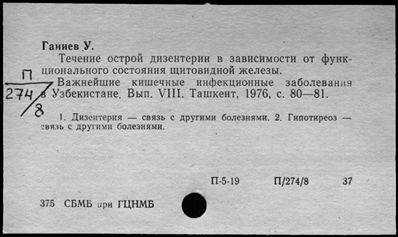 Ганиев У.
Течение острой дизентерии в зависимости от функ-
ционального состояния щитовидной железы.
Важнейшие кишечные инфекционные заболевания
в Узбекистане. Вып. VIII. Ташкент, 1976, с. 80—81.
П
274/8
1. Дизентерия — связь с другими болезнями. 2. Гипотиреоз —
связь с другими болезнями.
П-5-19 П/274/8 37
375 СБМБ при ГЦНМБ